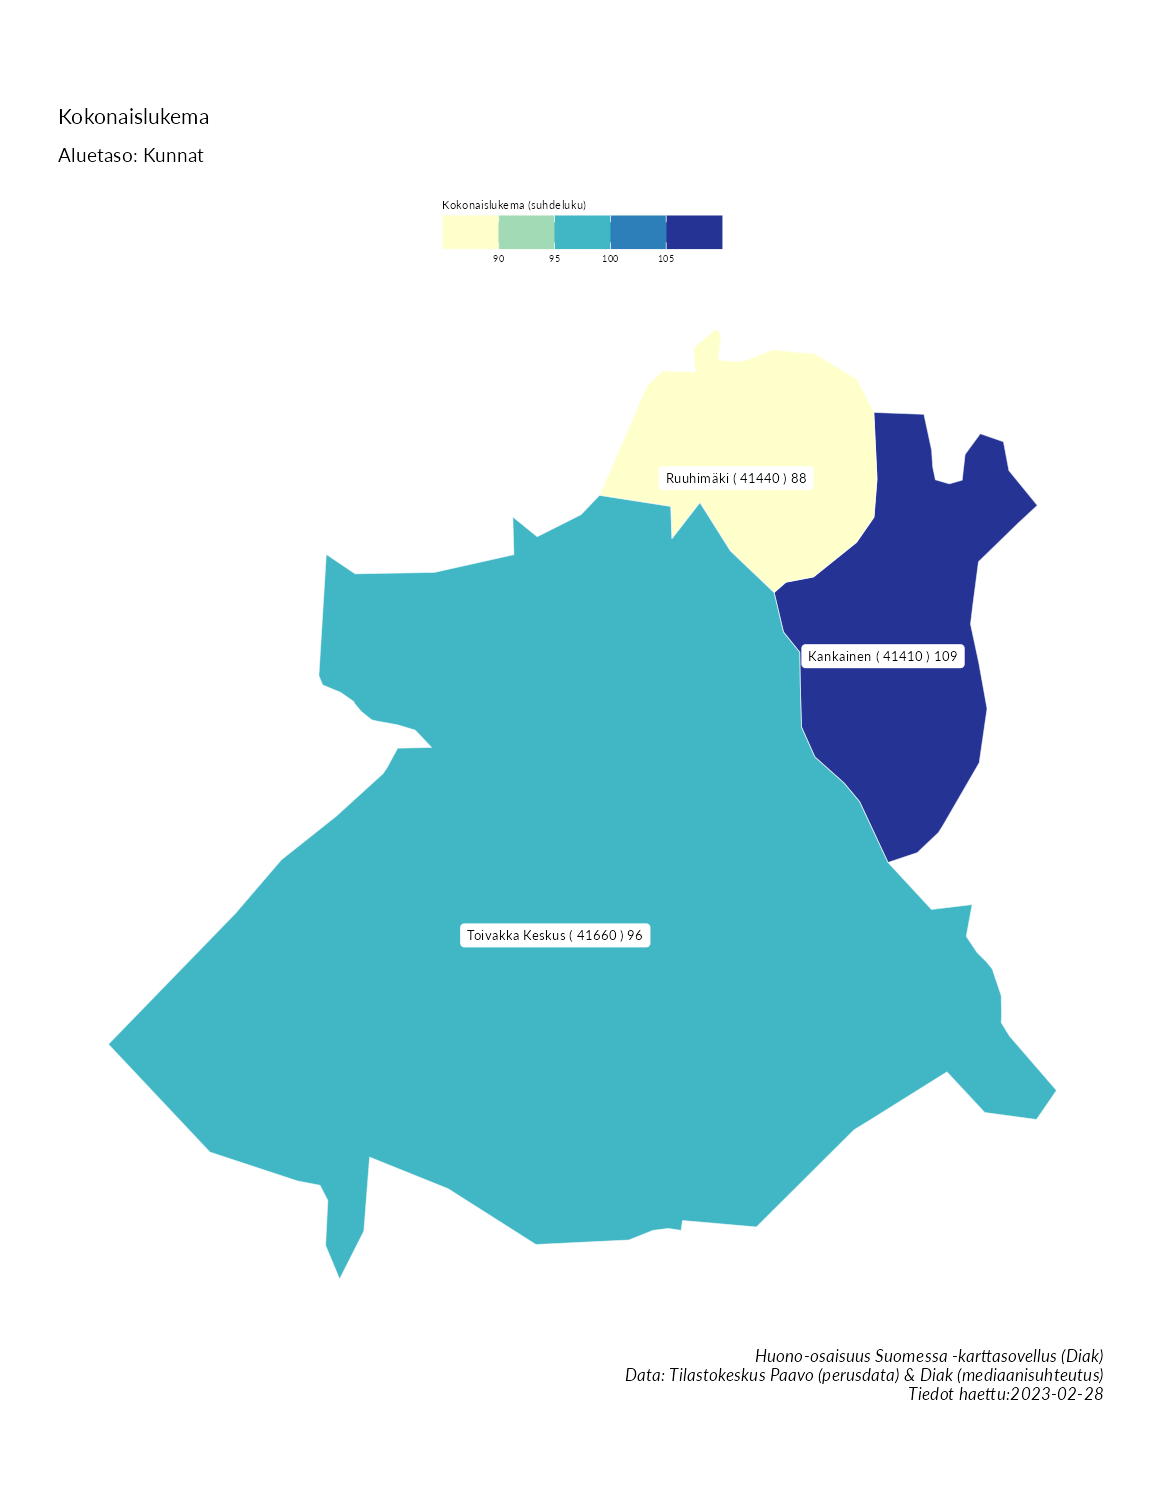 Kokonaislukema
Aluetaso: Kunnat
Kokonaislukema (suhdeluku)
90 95 100 105
Ruuhimäki ( 41440 ) 88
Kankainen ( 41410 ) 109
Toivakka Keskus ( 41660 ) 96
Huono-osaisuus Suomessa -karttasovellus (Diak)
Data: Tilastokeskus Paavo (perusdata) & Diak (mediaanisuhteutus)
Tiedot haettu:2023-02-28